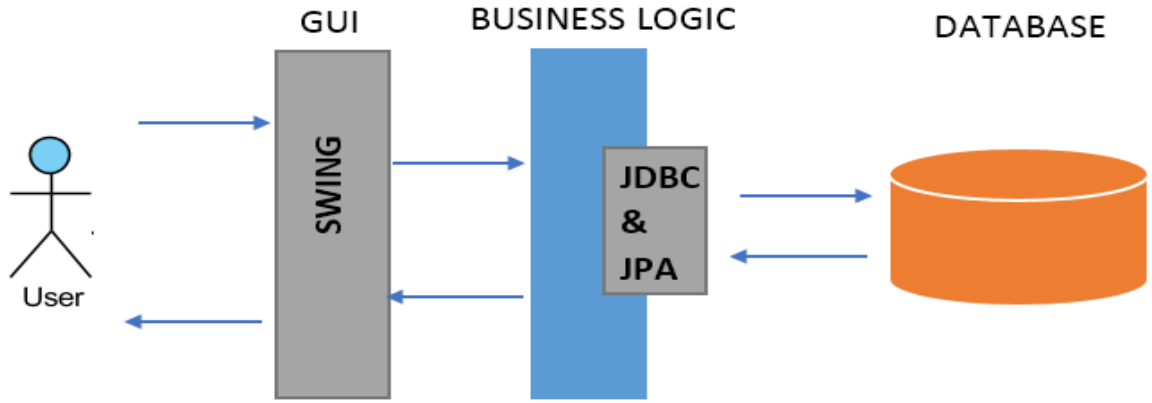 GUI
BUSINESS LOGIC
DATABASE
SWING
JDBC
&
JPA
User